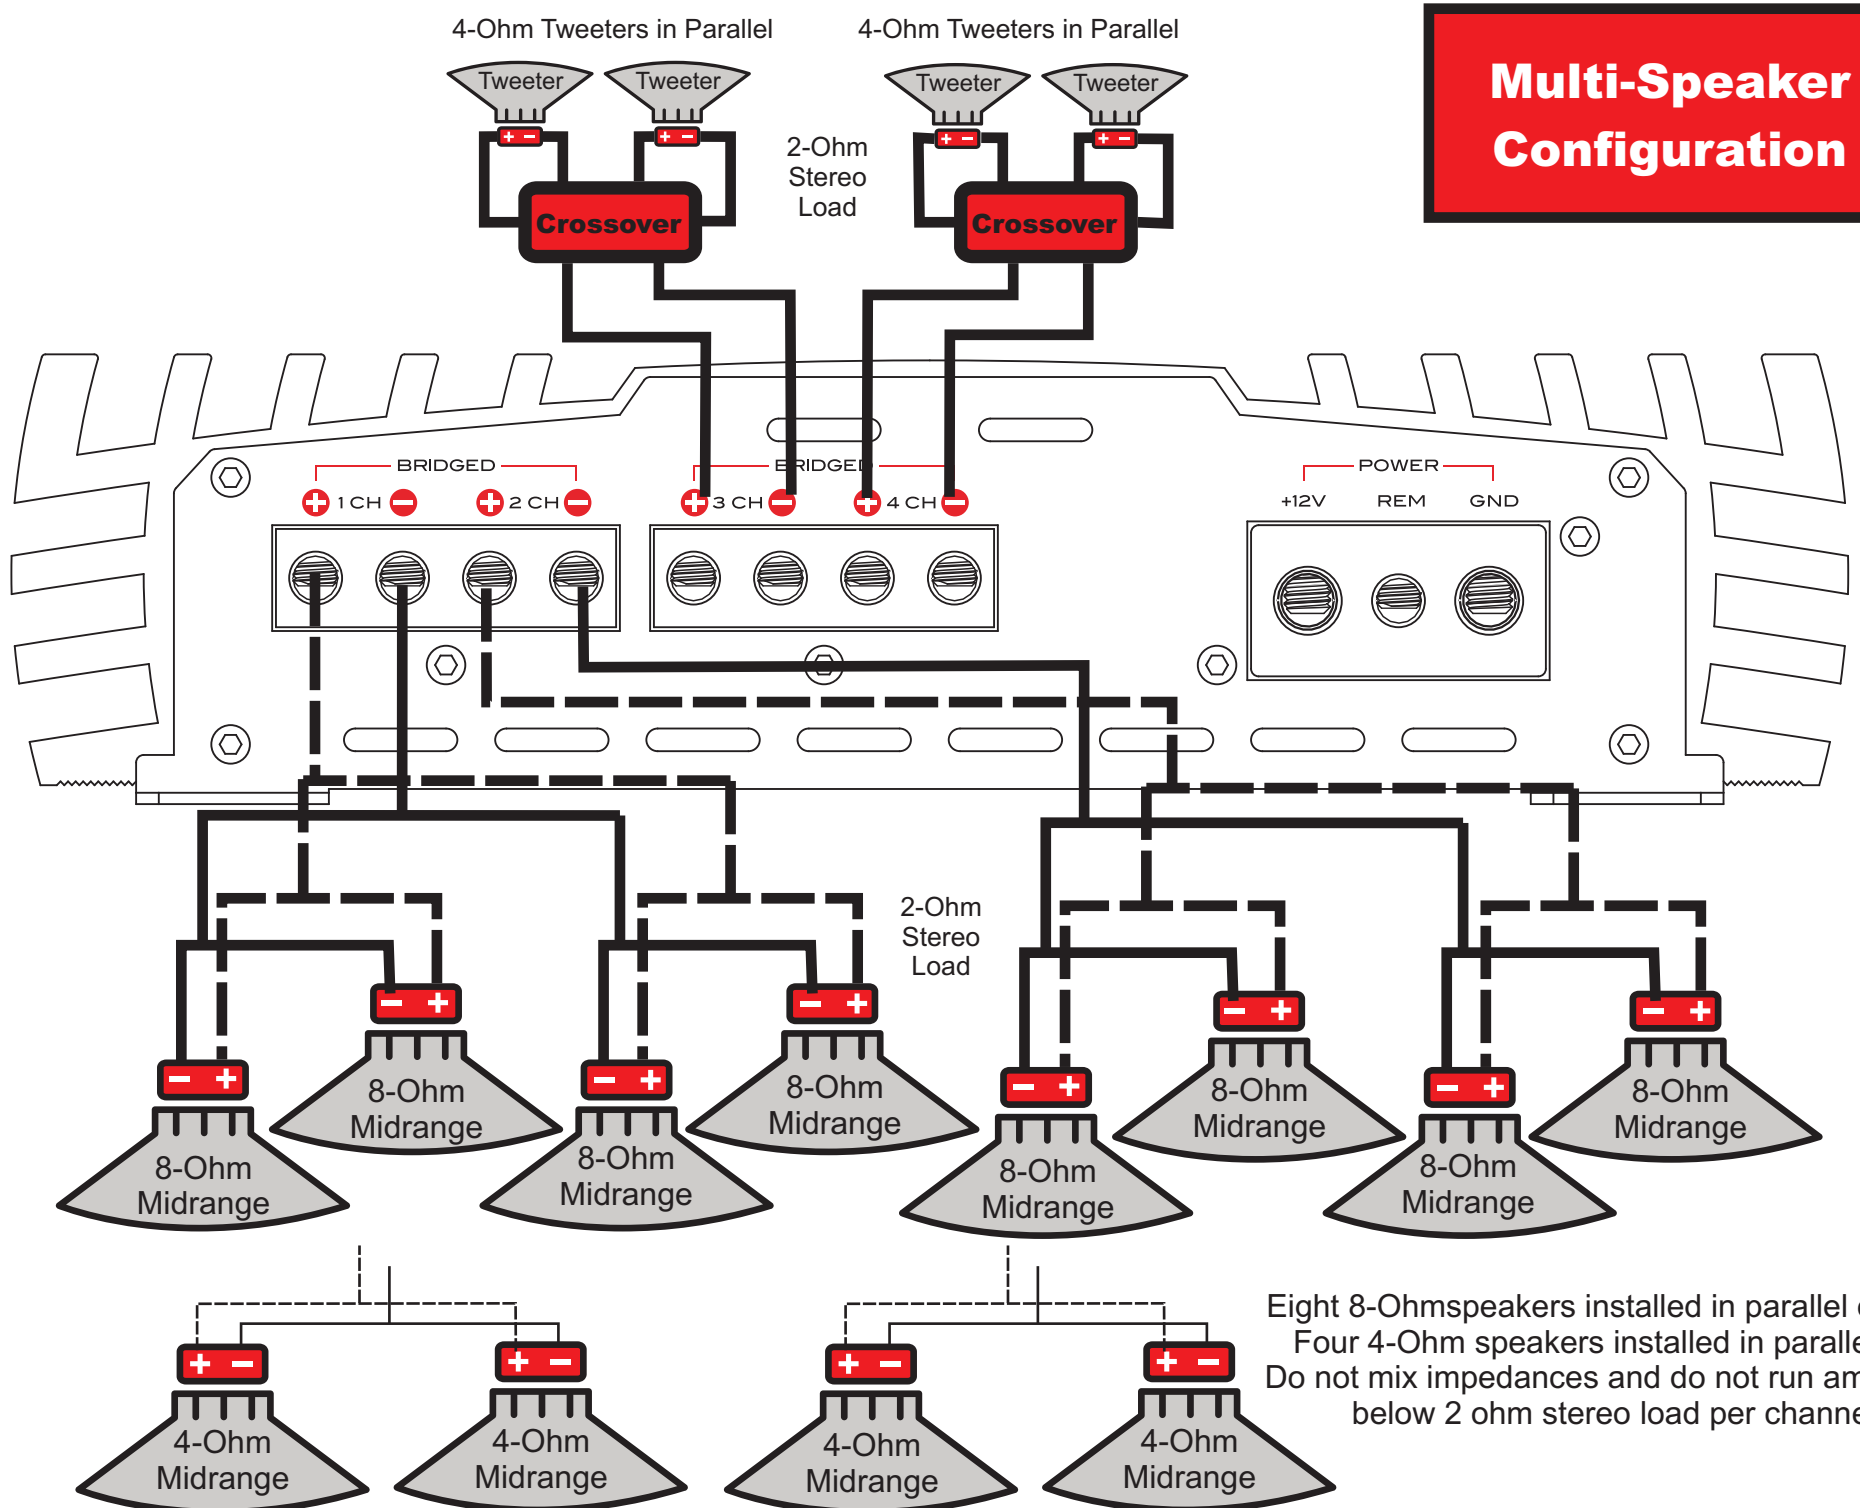 4-Ohm Tweeters in Parallel
4-Ohm Tweeters in Parallel
Multi-Speaker
Configuration
Tweeter
Tweeter
Tweeter
Tweeter
+ −
+ −
+ −
+ −
2-Ohm
Stereo
Load
Crossover
Crossover
BRIDGED
BRIDGED
POWER
+ 1 CH −
+ 2 CH −
+ 3 CH −
+ 4 CH −
+12V
REM
GND
2-Ohm
Stereo
Load
− +
− +
− +
− +
− +
− +
− +
− +
8-Ohm
Midrange
8-Ohm
Midrange
8-Ohm
Midrange
8-Ohm
Midrange
8-Ohm
Midrange
8-Ohm
Midrange
8-Ohm
Midrange
8-Ohm
Midrange
Eight 8-Ohmspeakers installed in parallel
Four 4-Ohm speakers installed in
Do not mix impedances and do not run
below 2 ohm stereo load per
+ −
+ −
+ −
+ −
4-Ohm
Midrange
4-Ohm
Midrange
4-Ohm
Midrange
4-Ohm
Midrange